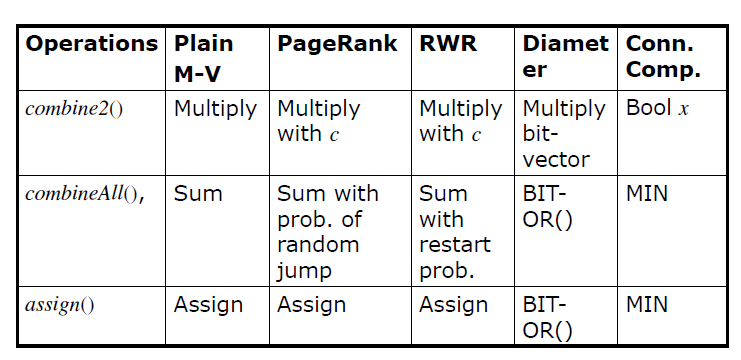 Operations
Plain
M-V
PageRank
RWR
Diamet
er
Conn.
Comp.
combine2()
Multiply
Multiply
with c
Multiply
with c
Multiply
bit-
vector
Bool x
combineAll(),
Sum
Sum with
prob. of
random
jump
Sum
with
restart
prob.
BIT-
OR()
MIN
assign()
Assign
Assign
Assign
BIT-
OR()
MIN